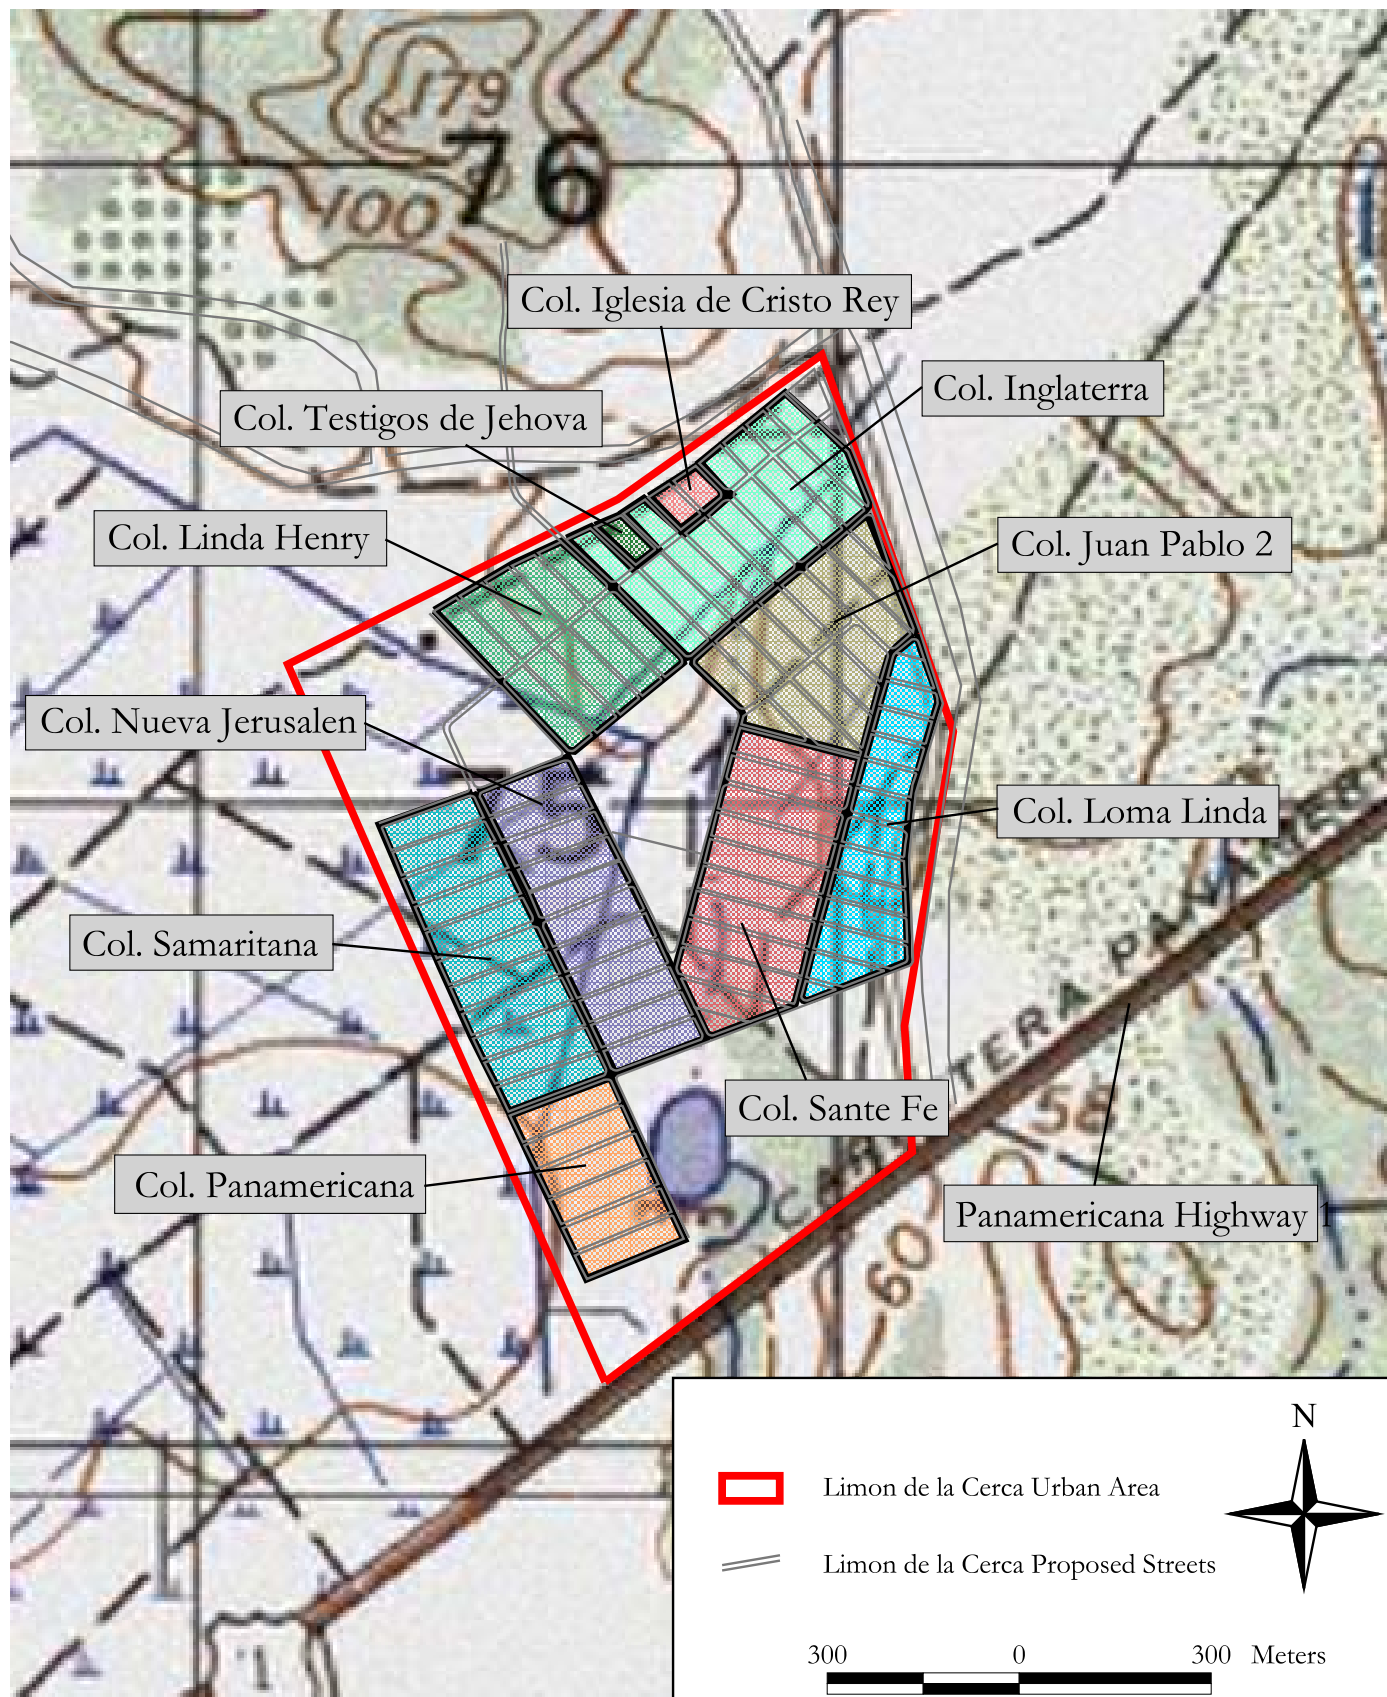 179
76
100
Col. Iglesia de Cristo Rey
Col. Inglaterra
Col. Testigos de Jehova
Col. Linda Henry
Col. Juan Pablo 2
Col. Nueva Jerusalen
Col. Loma Linda
Col. Samaritana
Col. Sante Fe
58
Col. Panamericana
Panamericana Highway 1
60
N
Limon de la Cerca Urban Area
Limon de la Cerca Proposed Streets
300 0 300 Meters
1